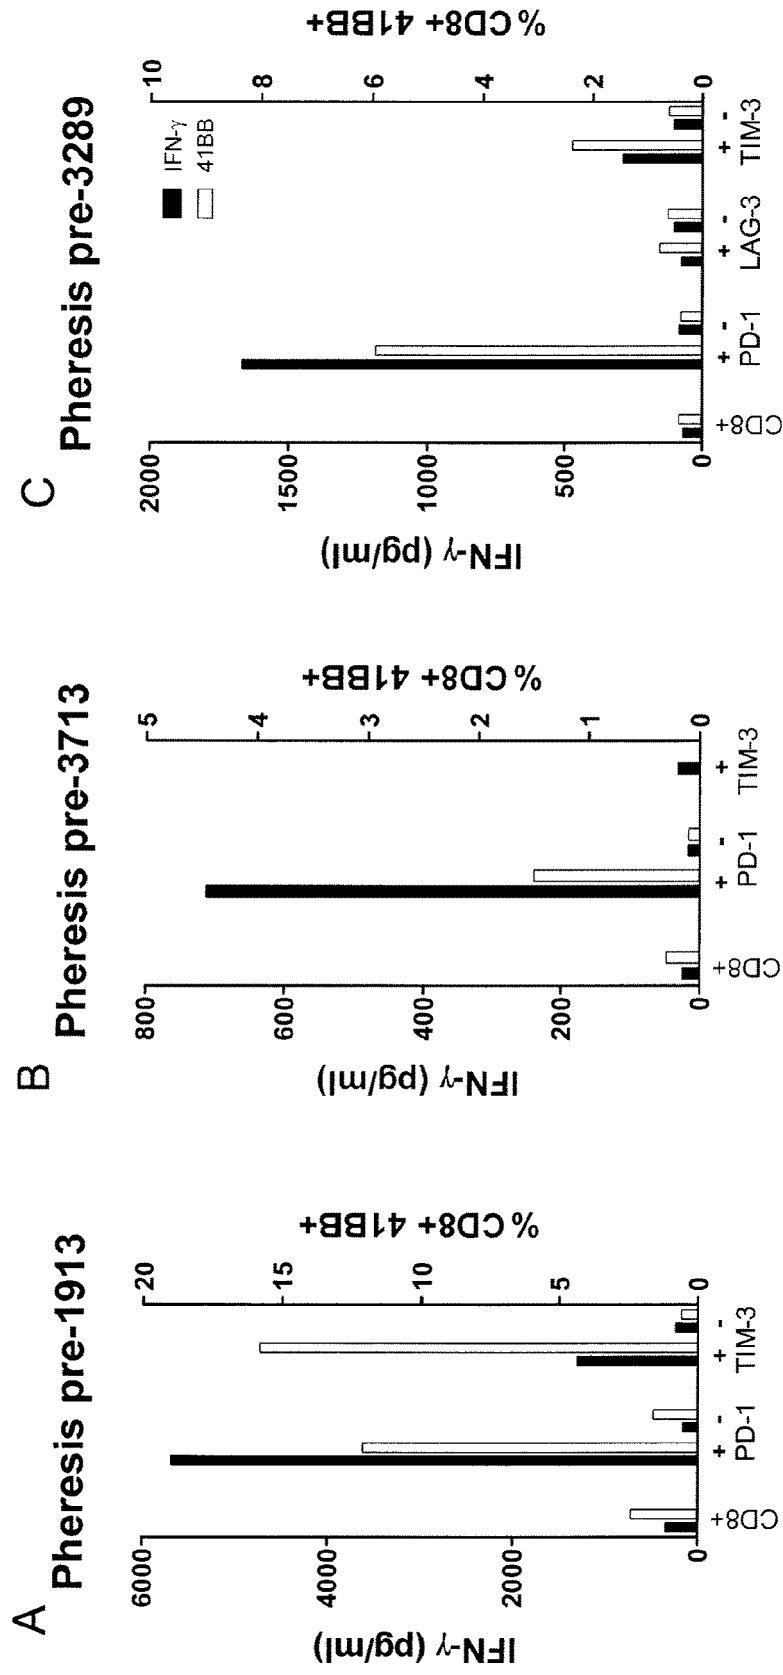 A
Pheresis pre-1913
IFN-γ (pg/ml)
6000
4000
2000
0
% CD8+ 41BB+
20
15
10
5
0
CD8+
+ -
PD-1
+ -
TIM-3
B
Pheresis pre-3713
IFN-γ (pg/ml)
800
600
400
200
0
% CD8+ 41BB+
5
4
3
2
1
0
CD8+
+ -
PD-1
+
TIM-3
C
Pheresis pre-3289
IFN-γ (pg/ml)
2000
1500
1000
500
0
IFN-γ
41BB
% CD8+ 41BB+
10
8
6
4
2
0
CD8+
+ -
PD-1
+ -
LAG-3
+ -
TIM-3